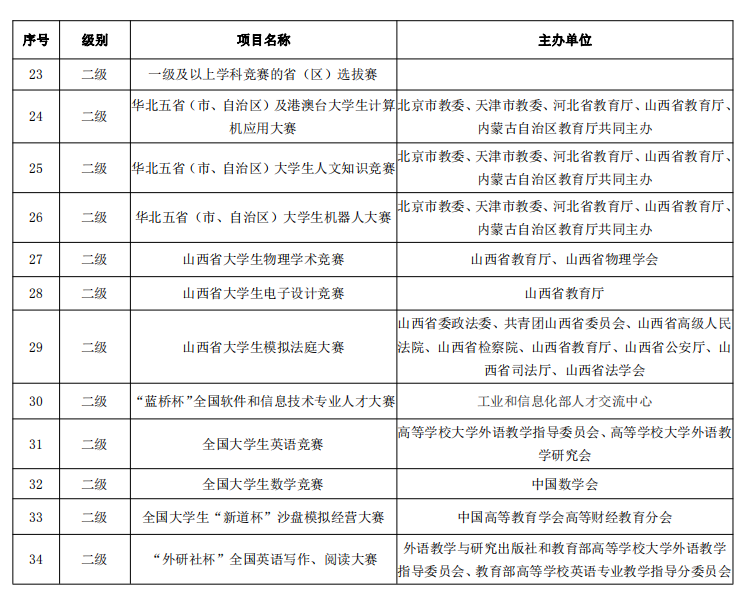 序号 级别 项目名称 主办单位
23 二级 一级及以上学科竞赛的省（区）选拔赛
24 二级 华北五省（市、自治区）及港澳台大学生计算机应用大赛 北京市教委、天津市教委、河北省教育厅、山西省教育厅、内蒙古自治区教育厅共同主办
25 二级 华北五省（市、自治区）大学生人文知识竞赛 北京市教委、天津市教委、河北省教育厅、山西省教育厅、内蒙古自治区教育厅共同主办
26 二级 华北五省（市、自治区）大学生机器人大赛 北京市教委、天津市教委、河北省教育厅、山西省教育厅、内蒙古自治区教育厅共同主办
27 二级 山西省大学生物理学术竞赛 山西省教育厅、山西省物理学会
28 二级 山西省大学生电子设计竞赛 山西省教育厅
29 二级 山西省大学生模拟法庭大赛 山西省委政法委、共青团山西省委员会、山西省高级人民法院、山西省检察院、山西省教育厅、山西省公安厅、山西省司法厅、山西省法学会
30 二级 “蓝桥杯”全国软件和信息技术专业人才大赛 工业和信息化部人才交流中心
31 二级 全国大学生英语竞赛 高等学校大学外语教学指导委员会、高等学校大学外语教学研究会
32 二级 全国大学生数学竞赛 中国数学会
33 二级 全国大学生“新道杯”沙盘模拟经营大赛 中国高等教育学会高等财经教育分会
34 二级 “外研社杯”全国英语写作、阅读大赛 外语教学与研究出版社和教育部高等学校大学外语教学指导委员会、教育部高等学校英语专业教学指导分委员会